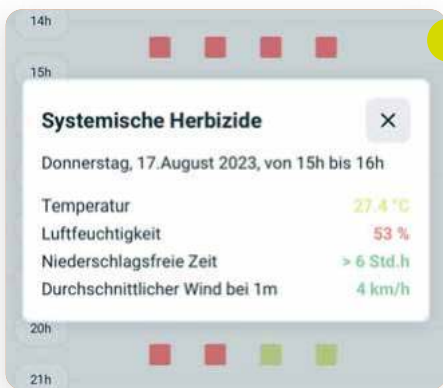 14h
15h
Systemische Herbizide
Donnerstag, 17.August 2023, von 15h bis 16h
Temperatur 27.4 °C
Luftfeuchtigkeit 53 %
Niederschlagsfreie Zeit > 6 Std.h
Durchschnittlicher Wind bei 1m 4 km/h
20h
21h